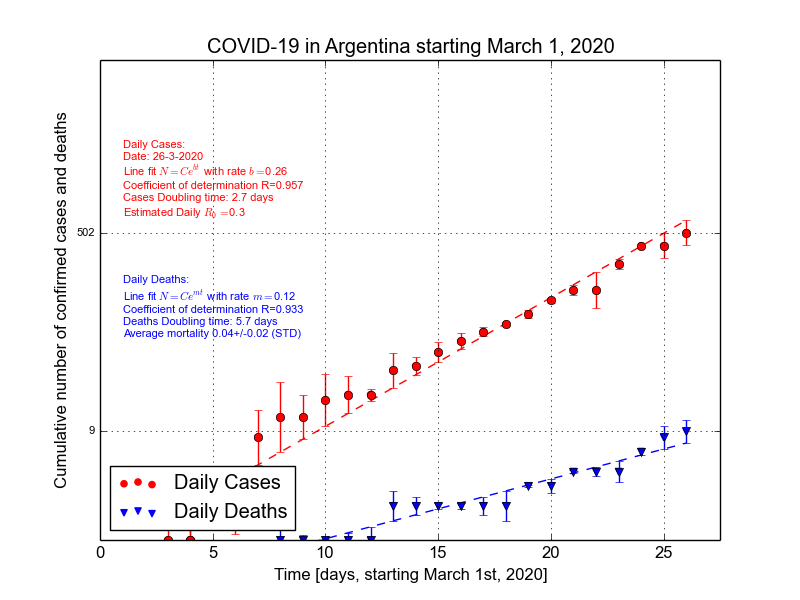 COVID-19 in Argentina starting March 1, 2020
Cumulative number of confirmed cases and deaths
Daily Cases:
Date: 26-3-2020
Line fit N=Ce^{bt} with rate b=0.26
Coefficient of determination R=0.957
Cases Doubling time: 2.7 days
Estimated Daily R_0=0.3
502
Daily Deaths:
Line fit N=Ce^{mt} with rate m=0.12
Coefficient of determination R=0.933
Deaths Doubling time: 5.7 days
Average mortality 0.04+/-0.02 (STD)
9
Daily Cases
Daily Deaths
0 5 10 15 20 25
Time [days, starting March 1st, 2020]